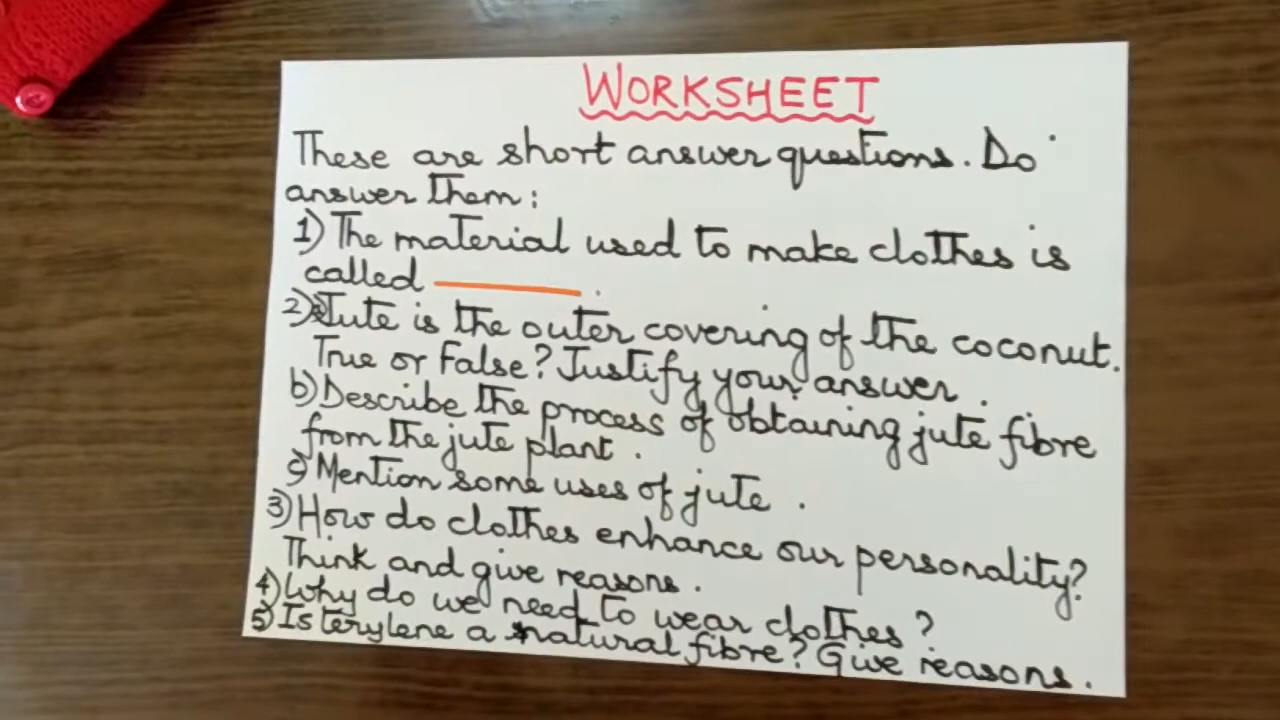 WORKSHEET
These are short answer questions. Do
answer them:
1) The material used to make clothes is
called ______.
2) a) Jute is the outer covering of the coconut.
True or False? Justify your answer.
b) Describe the process of obtaining jute fibre
from the jute plant.
c) Mention some uses of jute.
3) How do clothes enhance our personality?
Think and give reasons.
4) Why do we need to wear clothes?
5) Is terylene a natural fibre? Give reasons.